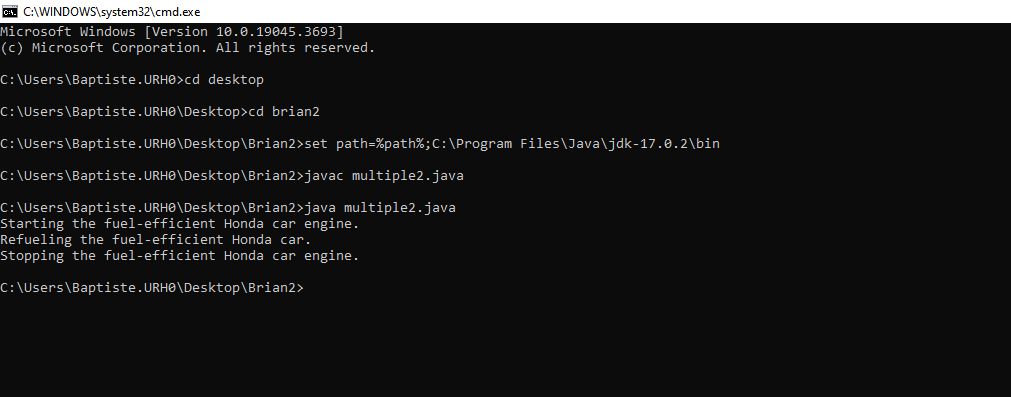 C:\WINDOWS\system32\cmd.exe
Microsoft Windows [Version 10.0.19045.3693]
(c) Microsoft Corporation. All rights reserved.
C:\Users\Baptiste.URH0>cd desktop
C:\Users\Baptiste.URH0\Desktop>cd brian2
C:\Users\Baptiste.URH0\Desktop\Brian2>set path=%path%;C:\Program Files\Java\jdk-17.0.2\bin
C:\Users\Baptiste.URH0\Desktop\Brian2>javac multiple2.java
C:\Users\Baptiste.URH0\Desktop\Brian2>java multiple2.java
Starting the fuel-efficient Honda car engine.
Refueling the fuel-efficient Honda car.
Stopping the fuel-efficient Honda car engine.
C:\Users\Baptiste.URH0\Desktop\Brian2>